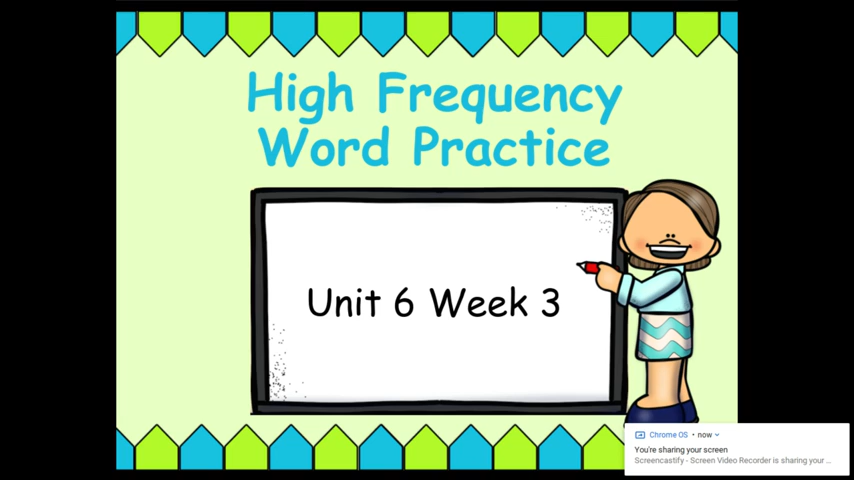 High Frequency
Word Practice
Unit 6 Week 3
Chrome OS • now
You're sharing your screen
Screencastify - Screen Video Recorder is sharing your ...